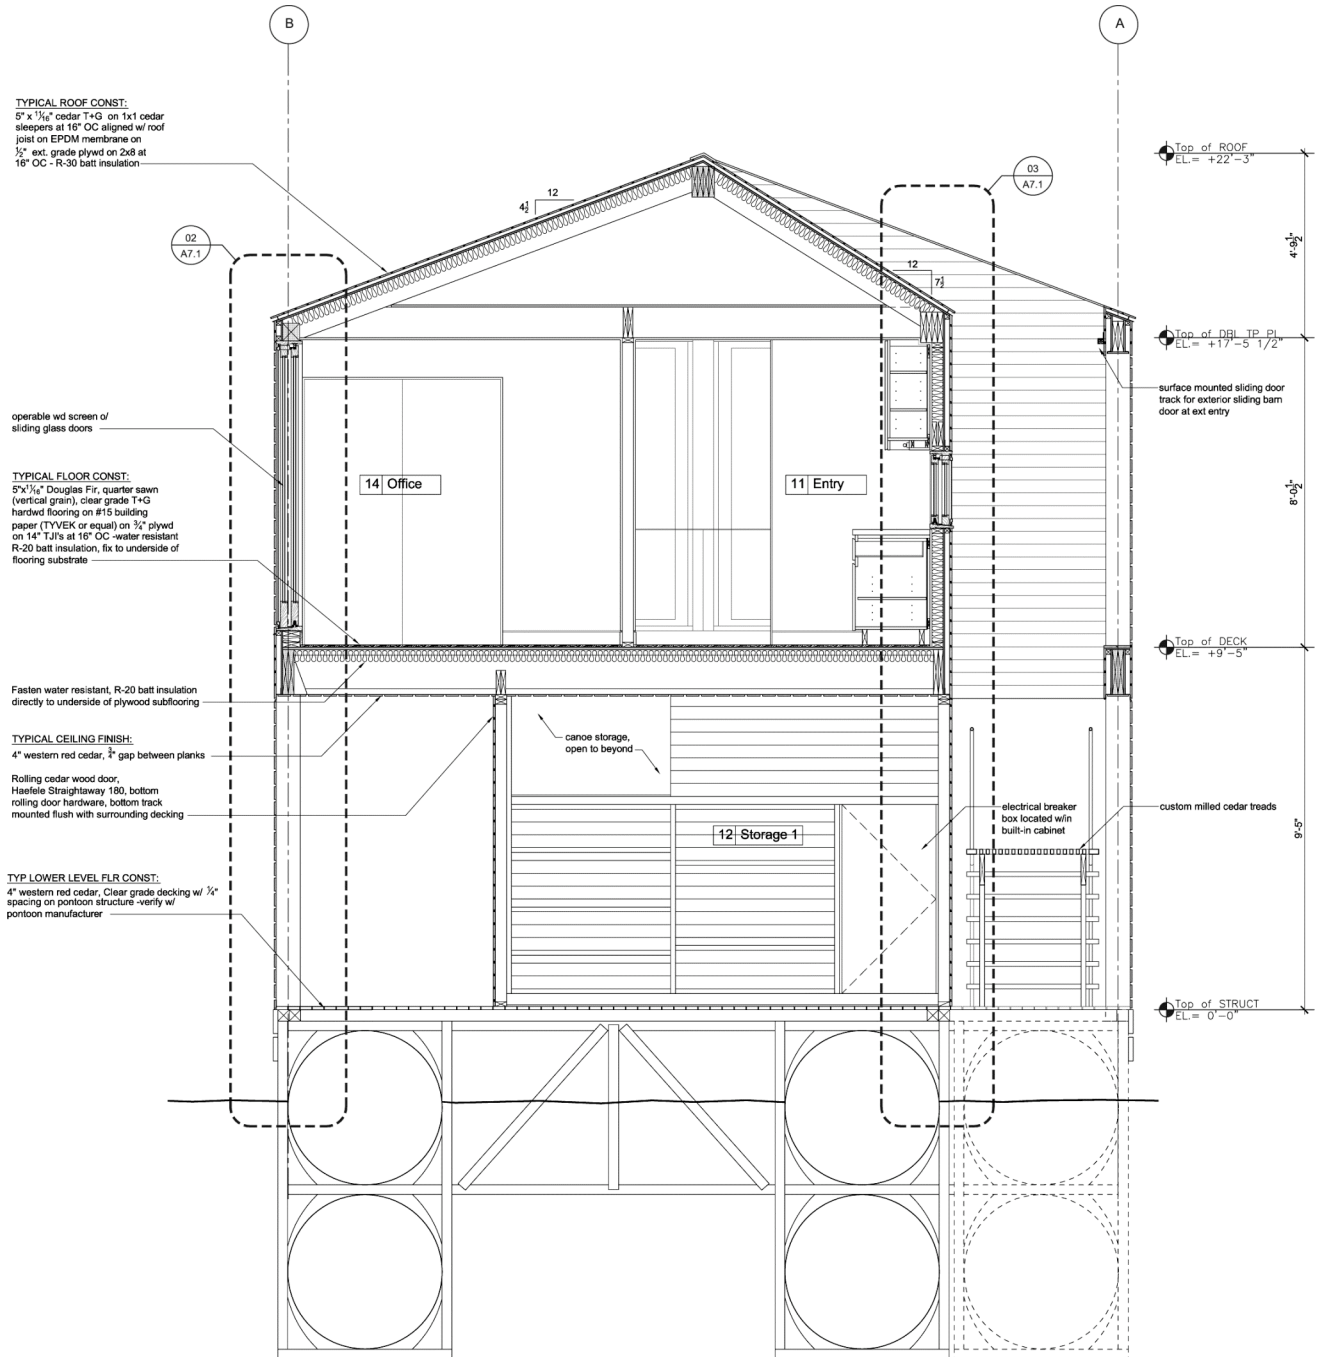 B
A
TYPICAL ROOF CONST:
5" x 11/16" cedar T+G on 1x1 cedar
sleepers at 16" OC aligned w/ roof
joist on EPDM membrane on
1/2" ext. grade plywd on 2x8 at
16" OC - R-30 batt insulation
Top of ROOF
EL.= +22'-3"
03
A7.1
12
4 1/2
02
A7.1
12
7 1/2
4'-9 1/2"
Top of DBL TP PL
EL.= +17'-5 1/2"
surface mounted sliding door
track for exterior sliding barn
door at ext entry
operable wd screen o/
sliding glass doors
TYPICAL FLOOR CONST:
5"x11/16" Douglas Fir, quarter sawn
(vertical grain), clear grade T+G
hardwd flooring on #15 building
paper (TYVEK or equal) on 3/4" plywd
on 14" TJI's at 16" OC -water resistant
R-20 batt insulation, fix to underside of
flooring substrate
14 Office
11 Entry
8'-0 1/2"
Top of DECK
EL.= +9'-5"
Fasten water resistant, R-20 batt insulation
directly to underside of plywood subflooring
TYPICAL CEILING FINISH:
4" western red cedar, 3/4" gap between planks
canoe storage,
open to beyond
Rolling cedar wood door,
Haefele Straightaway 180, bottom
rolling door hardware, bottom track
mounted flush with surrounding decking
12 Storage 1
electrical breaker
box located w/in
built-in cabinet
custom milled cedar treads
9'-5"
TYP LOWER LEVEL FLR CONST:
4" western red cedar, Clear grade decking w/ 1/4"
spacing on pontoon structure -verify w/
pontoon manufacturer
Top of STRUCT
EL.= 0'-0"